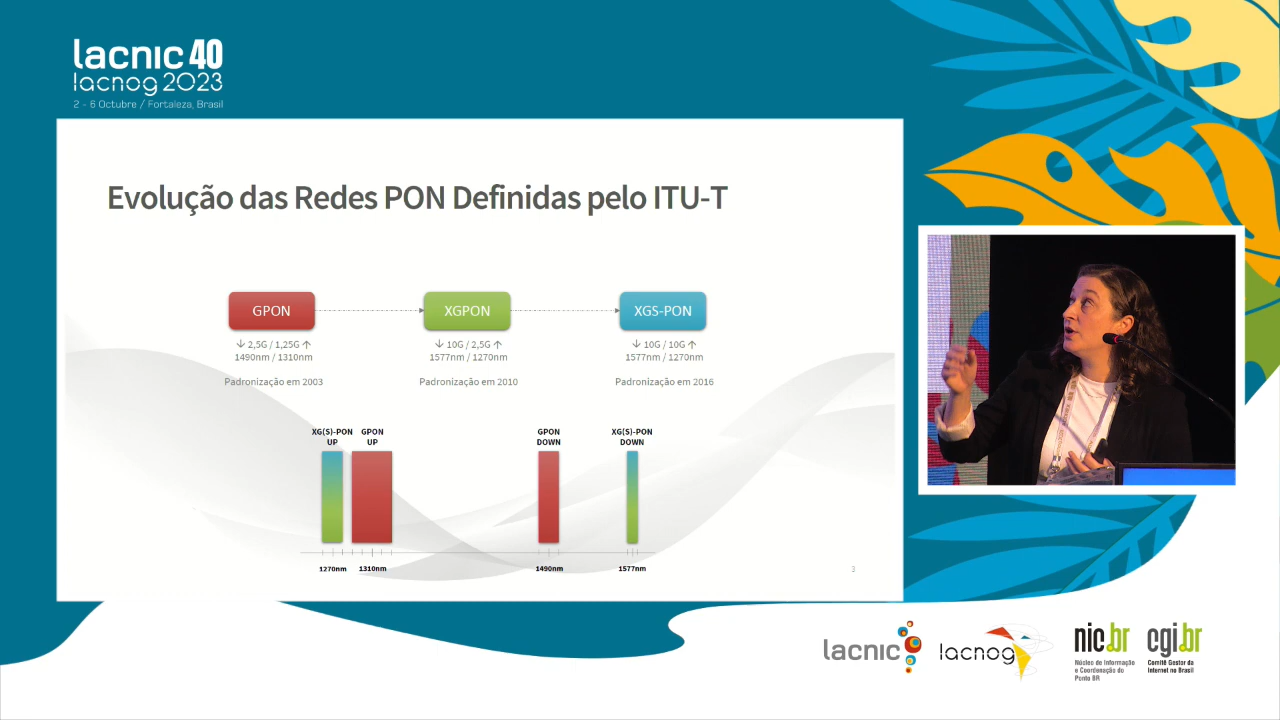 lacnic 40
lacnog 2023
2 - 6 Octubre / Fortaleza, Brasil
Evolução das Redes PON Definidas pelo ITU-T
GPON
XGPON
XGS-PON
↓ 2,5G / 1,25G ↑
1490nm / 1310nm
↓ 10G / 2,5G ↑
1577nm / 1270nm
↓ 10G / 10G ↑
1577nm / 1270nm
Padronização em 2003
Padronização em 2010
Padronização em 2016
XG(S)-PON
UP
GPON
UP
GPON
DOWN
XG(S)-PON
DOWN
1270nm
1310nm
1490nm
1577nm
3
lacnic
lacnog
nic.br
Núcleo de Informação
e Coordenação do
Ponto BR
cgi.br
Comitê Gestor da
Internet no Brasil